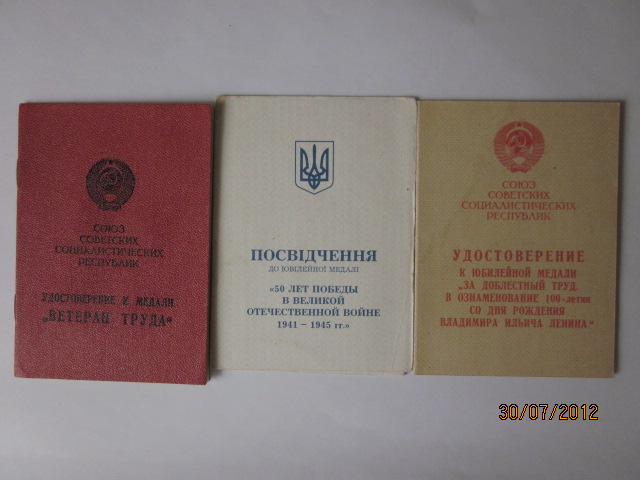 СОЮЗ
СОВЕТСКИХ
СОЦИАЛИСТИЧЕСКИХ
РЕСПУБЛИК
УДОСТОВЕРЕНИЕ К МЕДАЛИ
„ВЕТЕРАН ТРУДА“
ПОСВІДЧЕННЯ
ДО ЮВІЛЕЙНОЇ МЕДАЛІ
«50 ЛЕТ ПОБЕДЫ
В ВЕЛИКОЙ
ОТЕЧЕСТВЕННОЙ ВОЙНЕ
1941 – 1945 гг.»
СОЮЗ
СОВЕТСКИХ
СОЦИАЛИСТИЧЕСКИХ
РЕСПУБЛИК
УДОСТОВЕРЕНИЕ
К ЮБИЛЕЙНОЙ МЕДАЛИ
„ЗА ДОБЛЕСТНЫЙ ТРУД.
В ОЗНАМЕНОВАНИЕ 100-летия
СО ДНЯ РОЖДЕНИЯ
ВЛАДИМИРА ИЛЬИЧА ЛЕНИНА“
30/07/2012